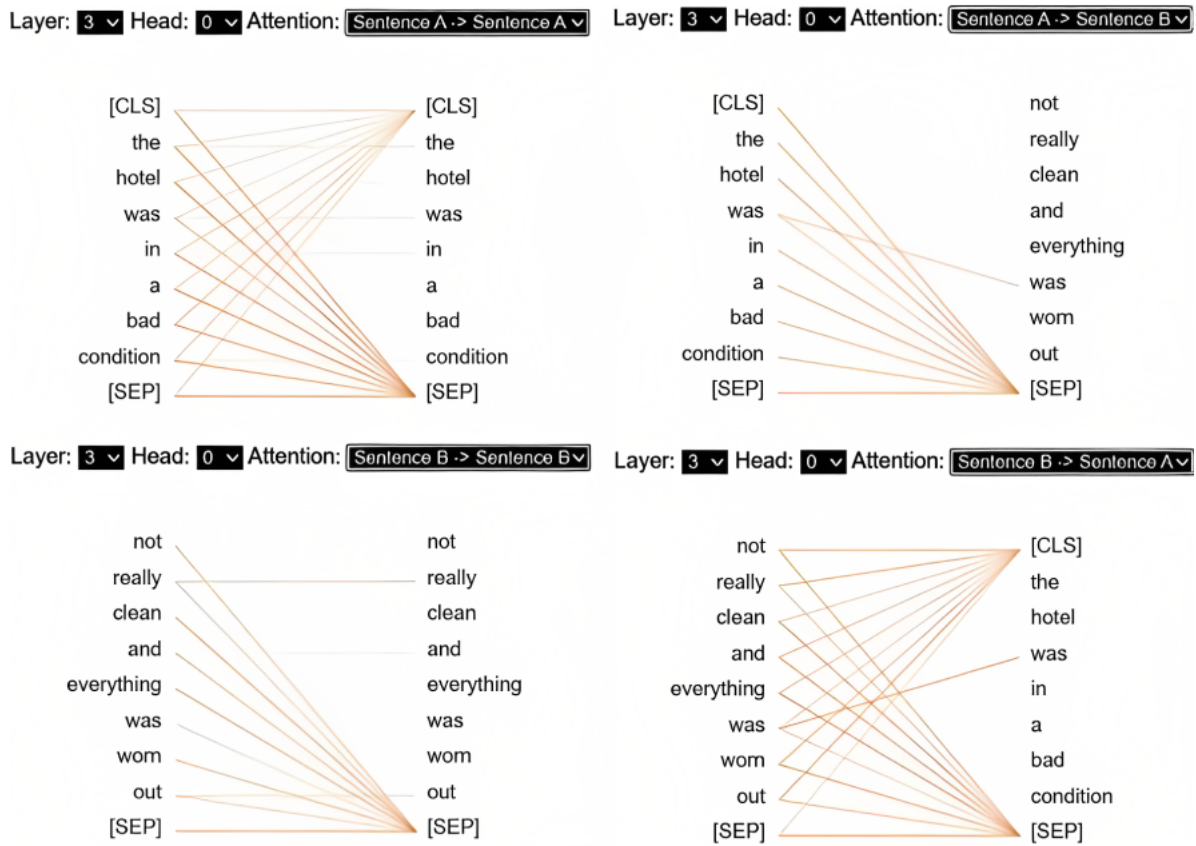 Layer: 3 Head: 0 Attention: Sentence A -> Sentence A
[CLS] [CLS]
the the
hotel hotel
was was
in in
a a
bad bad
condition condition
[SEP] [SEP]
Layer: 3 Head: 0 Attention: Sentence A -> Sentence B
[CLS] not
the really
hotel clean
was and
in everything
a was
bad worn
condition out
[SEP] [SEP]
Layer: 3 Head: 0 Attention: Sentence B -> Sentence B
not not
really really
clean clean
and and
everything everything
was was
worn worn
out out
[SEP] [SEP]
Layer: 3 Head: 0 Attention: Sentence B -> Sentence A
not [CLS]
really the
clean hotel
and was
everything in
was a
worn bad
out condition
[SEP] [SEP]